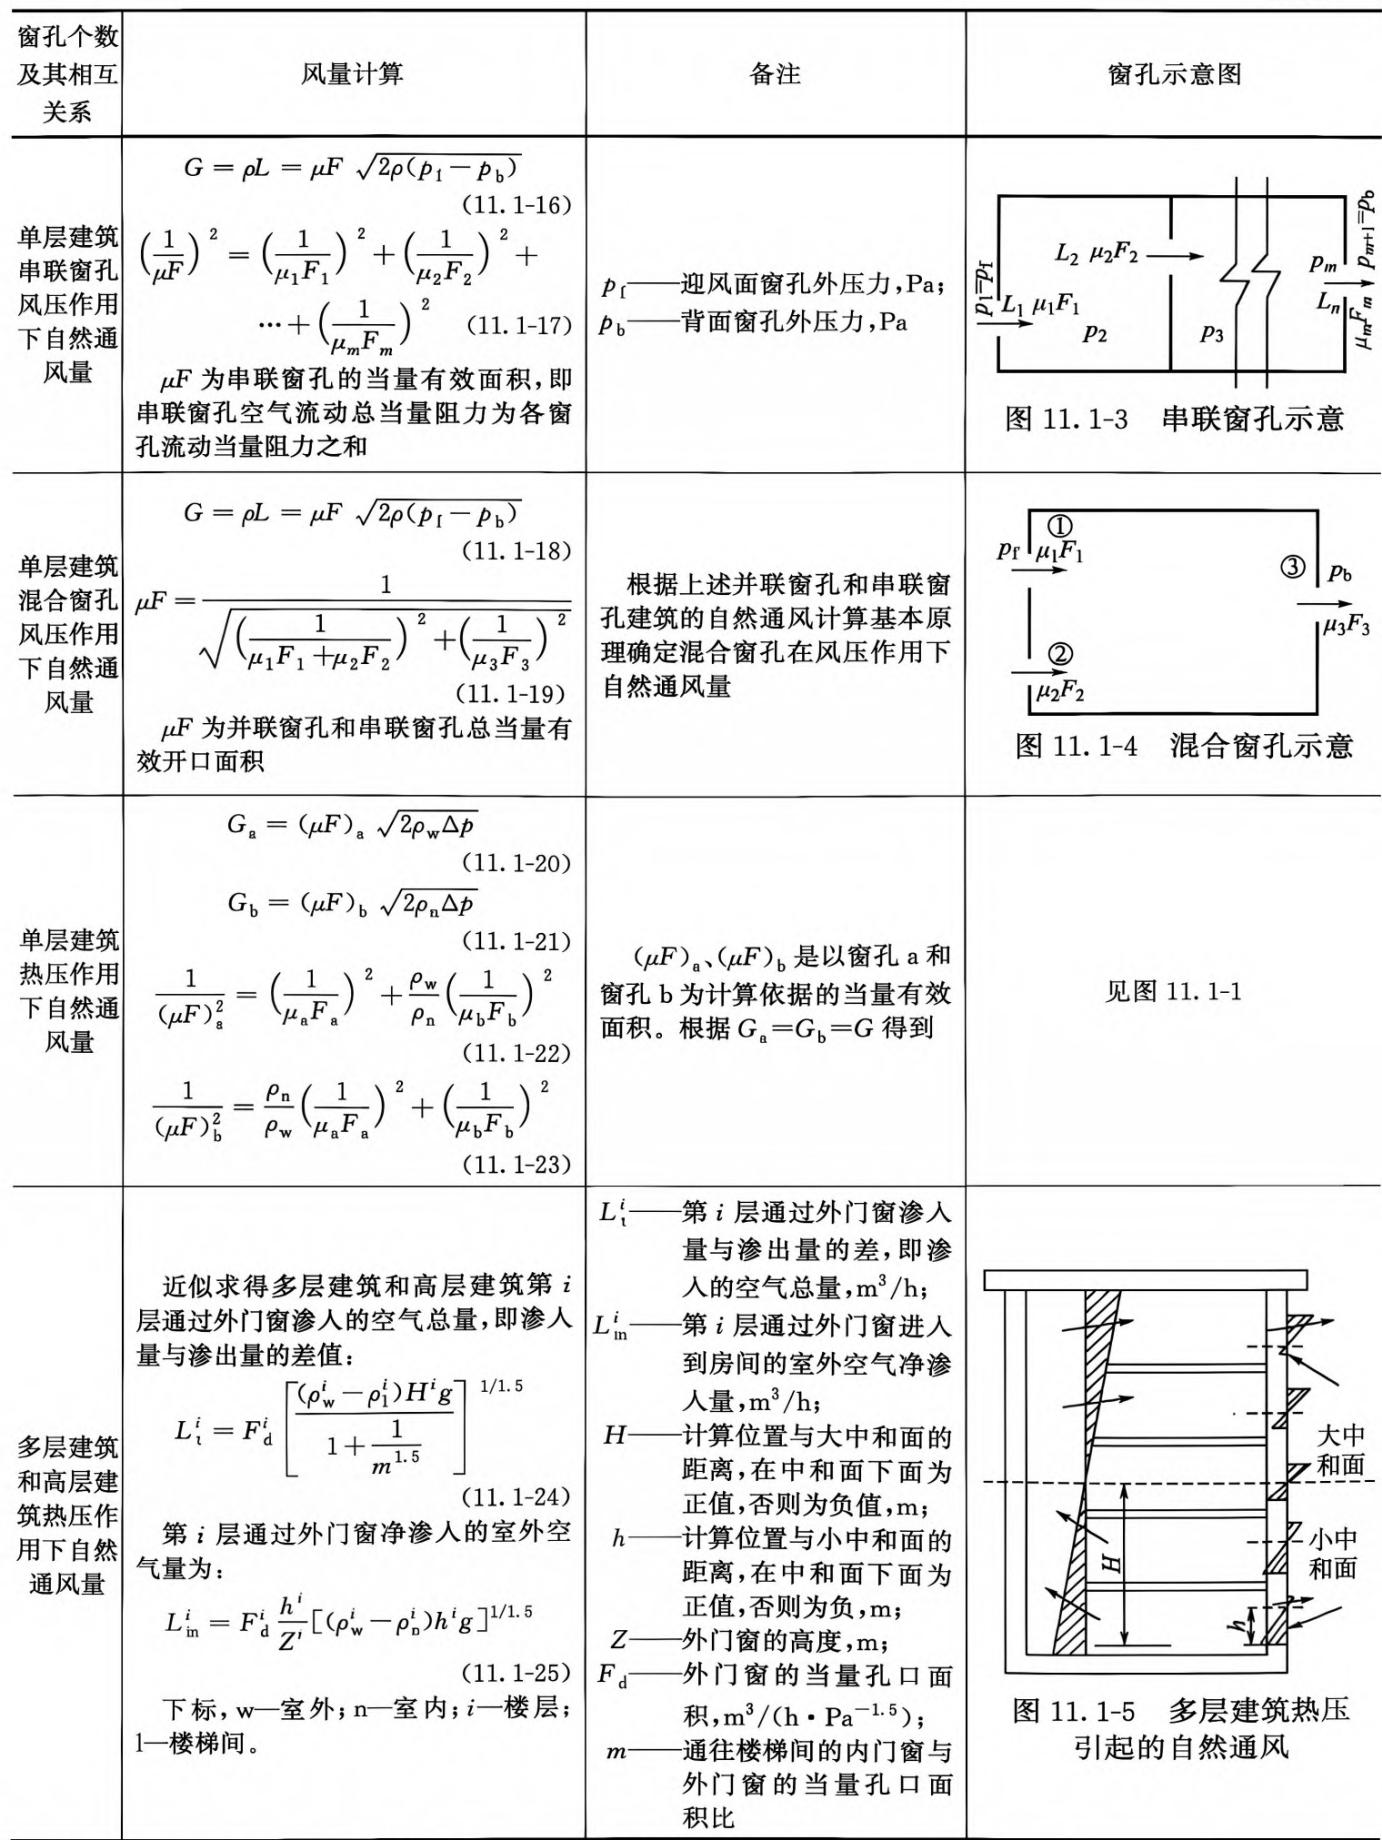 窗孔个数
及其相互
关系
风量计算
备注
窗孔示意图
单层建筑
串联窗孔
风压作用
下自然通
风量
G = ρL = μF √(2ρ(p_f − p_b))
(11.1-16)
(1/μF)² = (1/μ₁F₁)² + (1/μ₂F₂)² +
⋯ + (1/μₘFₘ)² (11.1-17)
μF 为串联窗孔的当量有效面积,即
串联窗孔空气流动总当量阻力为各窗
孔流动当量阻力之和
p_f——迎风面窗孔外压力,Pa;
p_b——背面窗孔外压力,Pa
p₁=p_f
L₁ μ₁F₁
p₂
L₂ μ₂F₂
p₃
pₘ
Lₙ
μₘFₘ
pₘ₊₁=p_b
图 11.1-3 串联窗孔示意
单层建筑
混合窗孔
风压作用
下自然通
风量
G = ρL = μF √(2ρ(p_f − p_b))
(11.1-18)
μF = 1/√((1/(μ₁F₁+μ₂F₂))² + (1/μ₃F₃)²)
(11.1-19)
μF 为并联窗孔和串联窗孔总当量有
效开口面积
根据上述并联窗孔和串联窗
孔建筑的自然通风计算基本原
理确定混合窗孔在风压作用下
自然通风量
①
p_f μ₁F₁
③ p_b
μ₃F₃
②
μ₂F₂
图 11.1-4 混合窗孔示意
单层建筑
热压作用
下自然通
风量
G_a = (μF)_a √(2ρ_wΔp)
(11.1-20)
G_b = (μF)_b √(2ρ_nΔp)
(11.1-21)
1/(μF)_a² = (1/μ_aF_a)² + ρ_w/ρ_n(1/μ_bF_b)²
(11.1-22)
1/(μF)_b² = ρ_n/ρ_w(1/μ_aF_a)² + (1/μ_bF_b)²
(11.1-23)
(μF)_a、(μF)_b 是以窗孔 a 和
窗孔 b 为计算依据的当量有效
面积。根据 G_a=G_b=G 得到
见图 11.1-1
多层建筑
和高层建
筑热压作
用下自然
通风量
近似求得多层建筑和高层建筑第 i
层通过外门窗渗人的空气总量,即渗人
量与渗出量的差值:
L_t^i = F_d^i [(ρ_w^i − ρ_l^i)H^i g/(1 + 1/m^1.5)]^(1/1.5)
(11.1-24)
第 i 层通过外门窗净渗人的室外空
气量为:
L_in^i = F_d^i h^i/Z^i [(ρ_w^i − ρ_n^i)h^i g]^(1/1.5)
(11.1-25)
下标,w—室外;n—室内;i—楼层;
l—楼梯间。
L_t^i——第 i 层通过外门窗渗入
量与渗出量的差,即渗
入的空气总量,m³/h;
L_in^i——第 i 层通过外门窗进入
到房间的室外空气净渗
入量,m³/h;
H——计算位置与大中和面的
距离,在中和面下面为
正值,否则为负值,m;
h——计算位置与小中和面的
距离,在中和面下面为
正值,否则为负,m;
Z——外门窗的高度,m;
F_d——外门窗的当量孔口面
积,m³/(h·Pa^−1.5);
m——通往楼梯间的内门窗与
外门窗的当量孔口面
积比
大中
和面
小中
和面
H
h
图 11.1-5 多层建筑热压
引起的自然通风